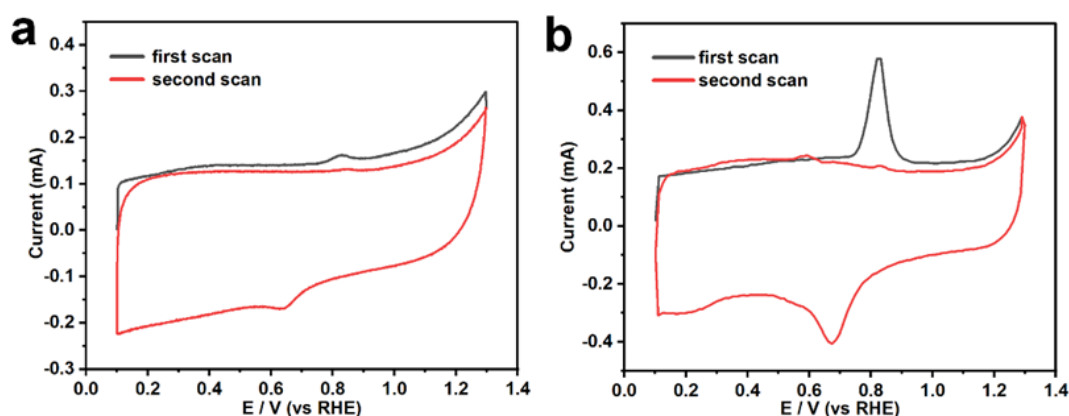 a
first scan
second scan
Current (mA)
0.4
0.3
0.2
0.1
0.0
-0.1
-0.2
-0.3
0.0 0.2 0.4 0.6 0.8 1.0 1.2 1.4
E / V (vs RHE)
b
first scan
second scan
Current (mA)
0.6
0.4
0.2
0.0
-0.2
-0.4
0.0 0.2 0.4 0.6 0.8 1.0 1.2 1.4
E / V (vs RHE)